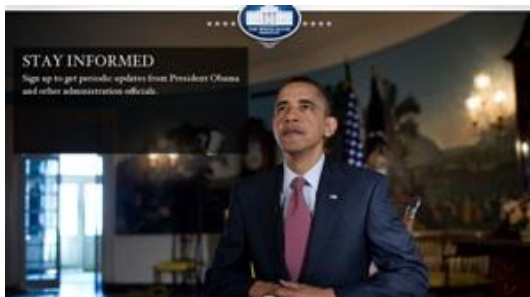 STAY INFORMED
Sign up to get periodic updates from President Obama
and other administration officials.